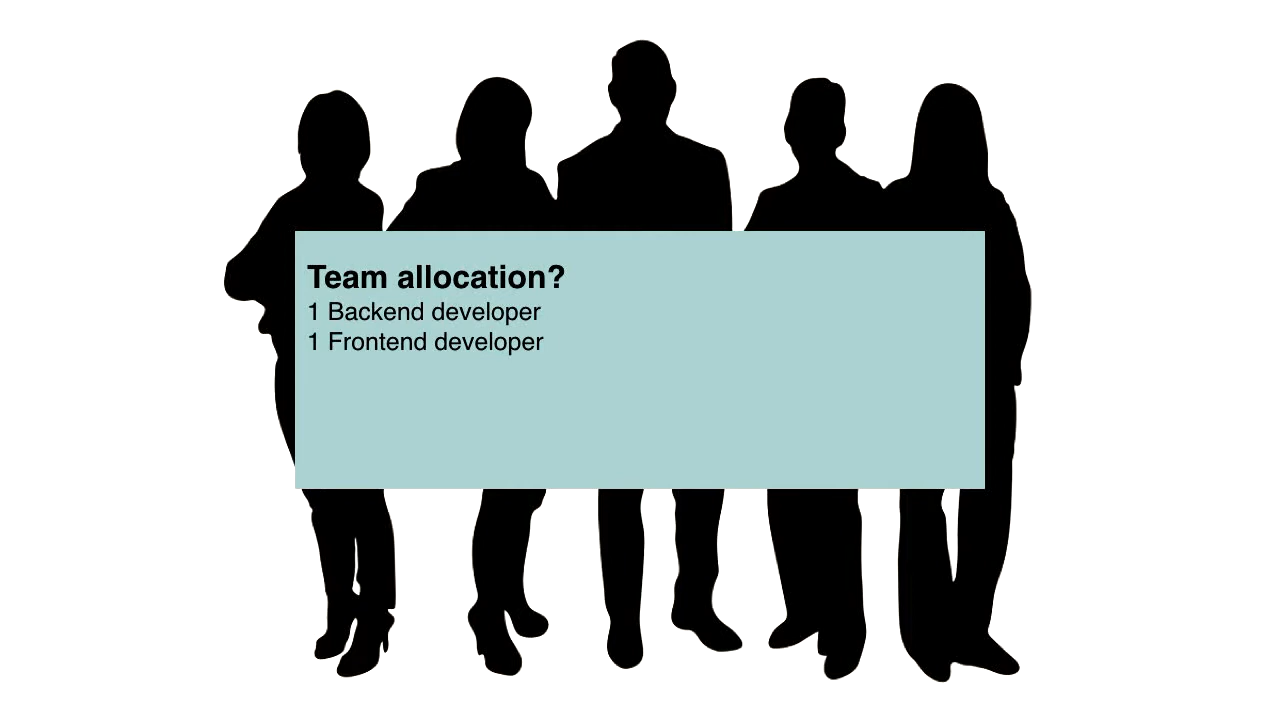 Team allocation?
1 Backend developer
1 Frontend developer